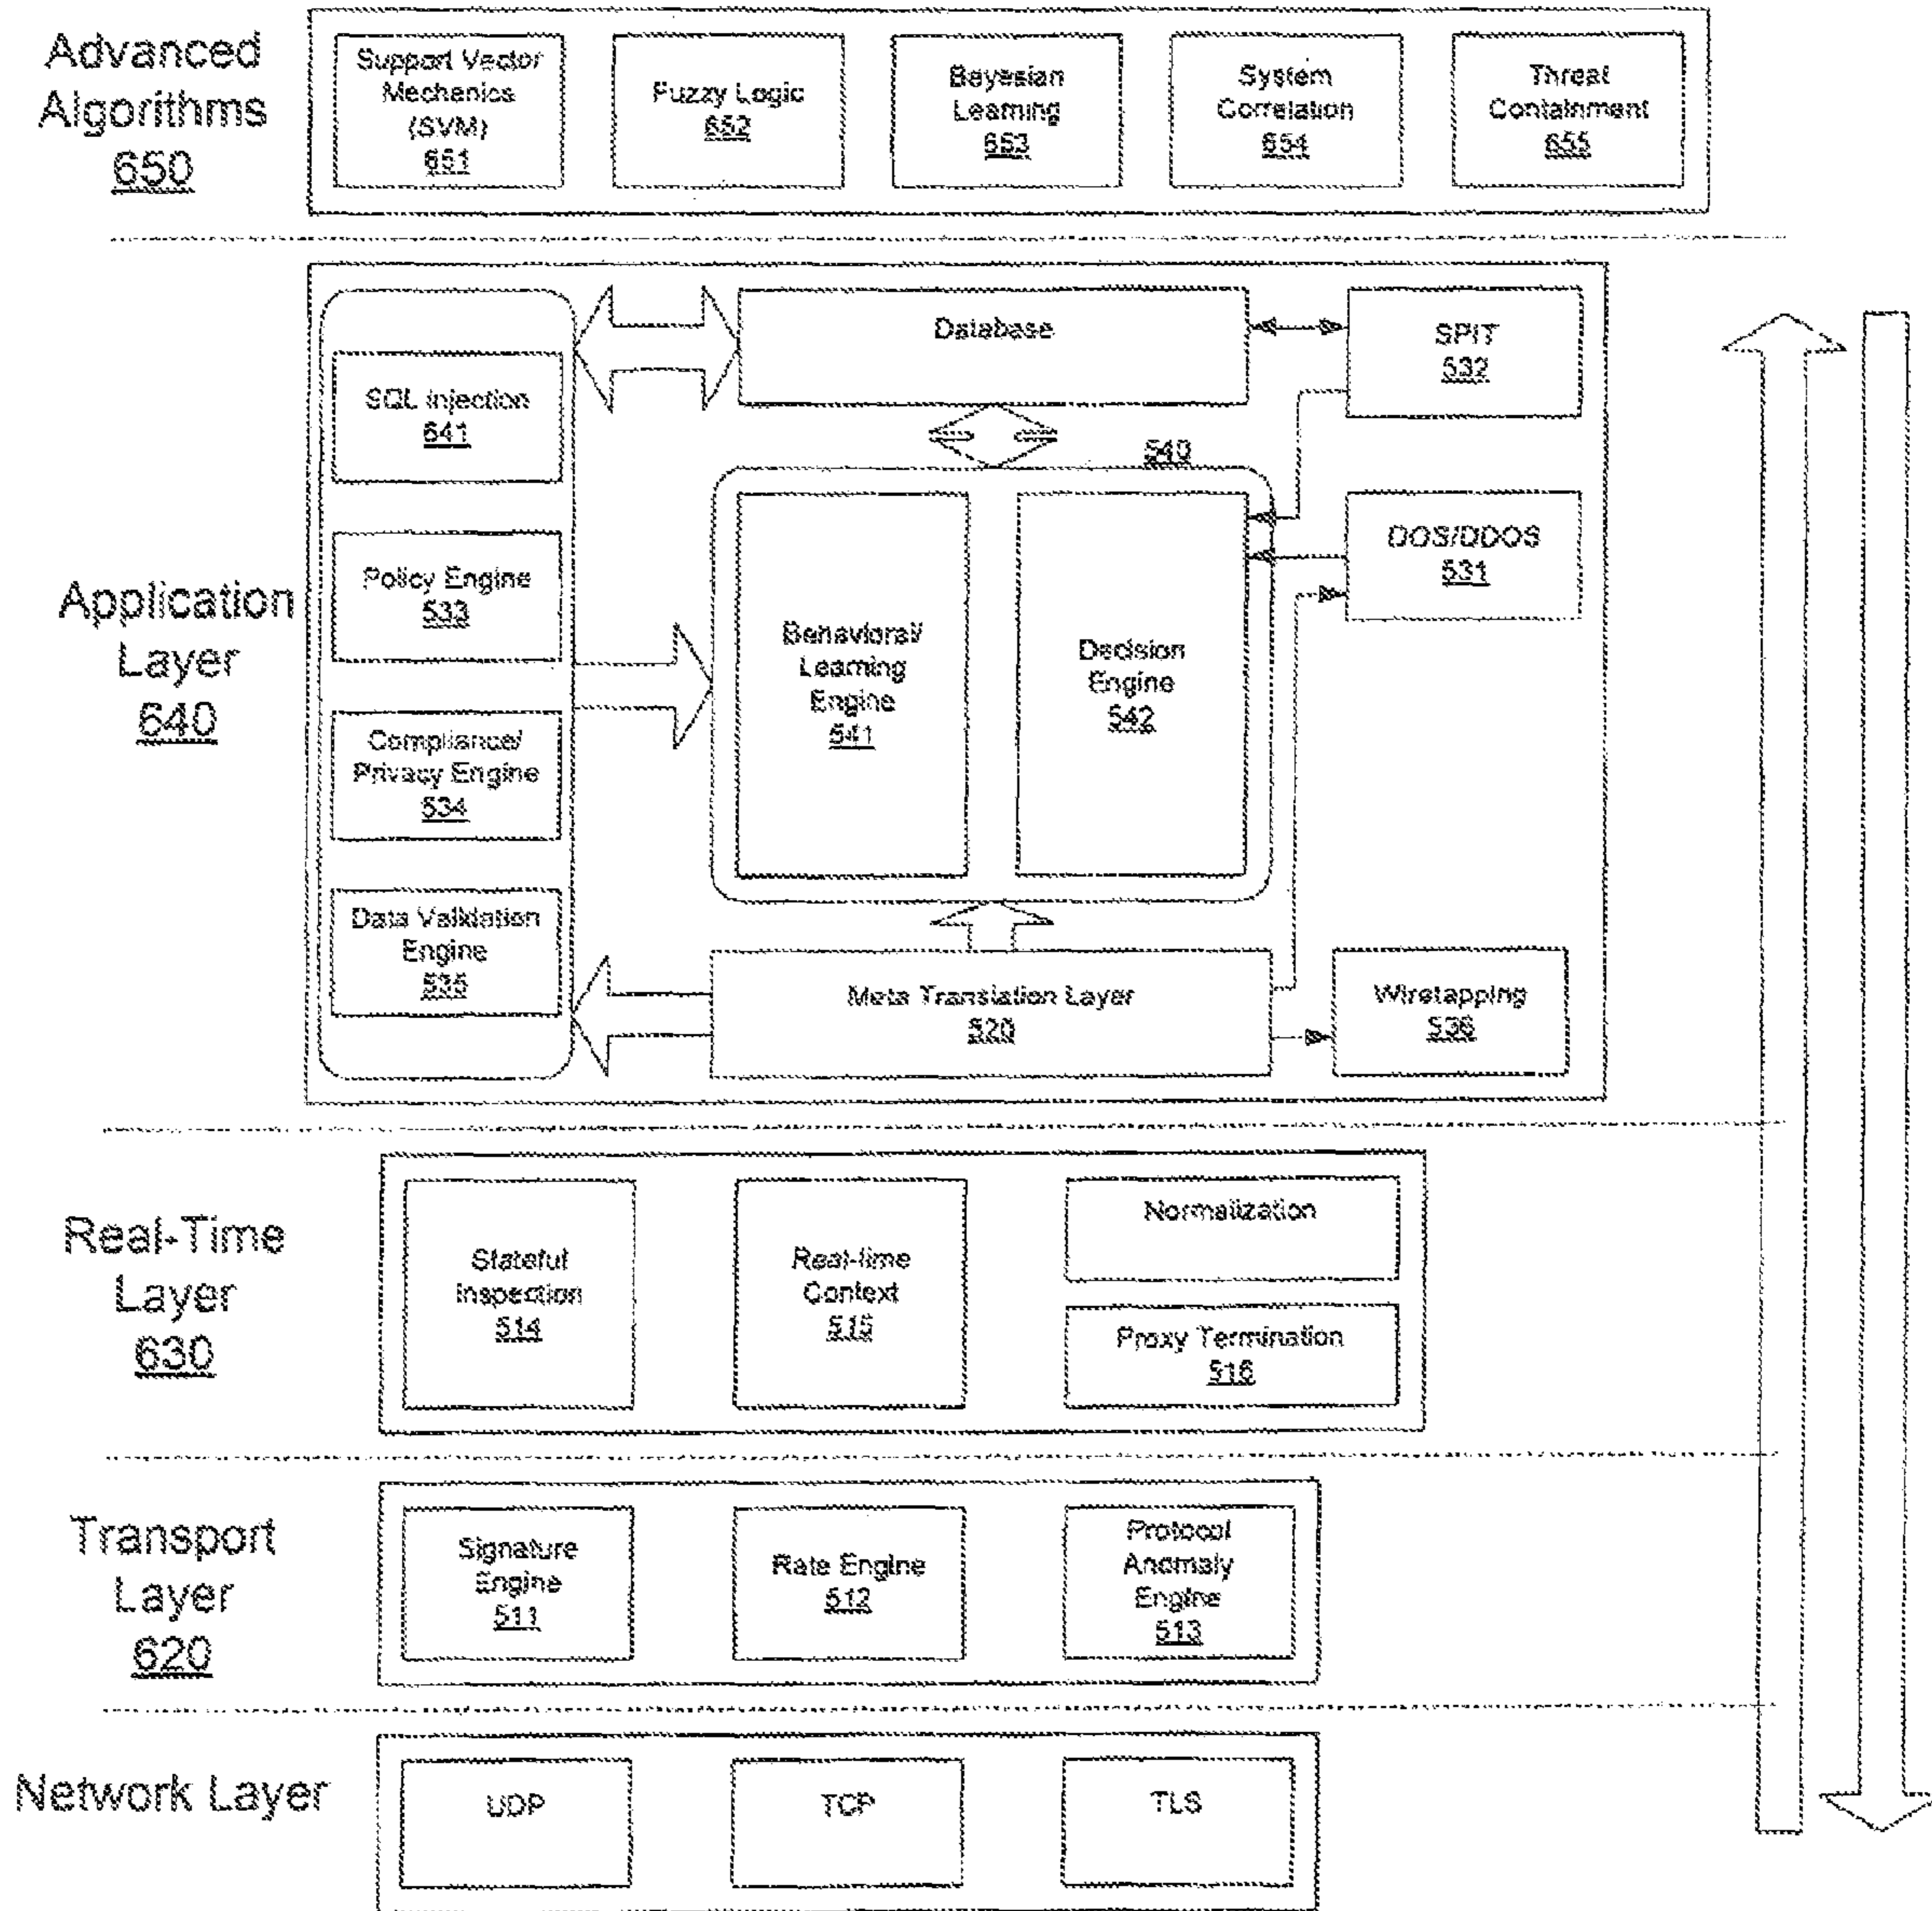 Advanced
Algorithms
650
Support Vector
Mechanics
(SVM)
651
Fuzzy Logic
652
Bayesian
Learning
653
System
Correlation
654
Threat
Containment
655
Application
Layer
640
SQL Injection
641
Policy Engine
533
Compliance/
Privacy Engine
534
Data Validation
Engine
535
Database
540
Behavioral/
Learning
Engine
541
Decision
Engine
542
Meta Translation Layer
520
SPIT
532
DOS/DDOS
531
Wiretapping
536
Real-Time
Layer
630
Stateful
Inspection
514
Real-time
Context
515
Normalization
Proxy Termination
516
Transport
Layer
620
Signature
Engine
511
Rate Engine
512
Protocol
Anomaly
Engine
513
Network Layer
UDP
TCP
TLS